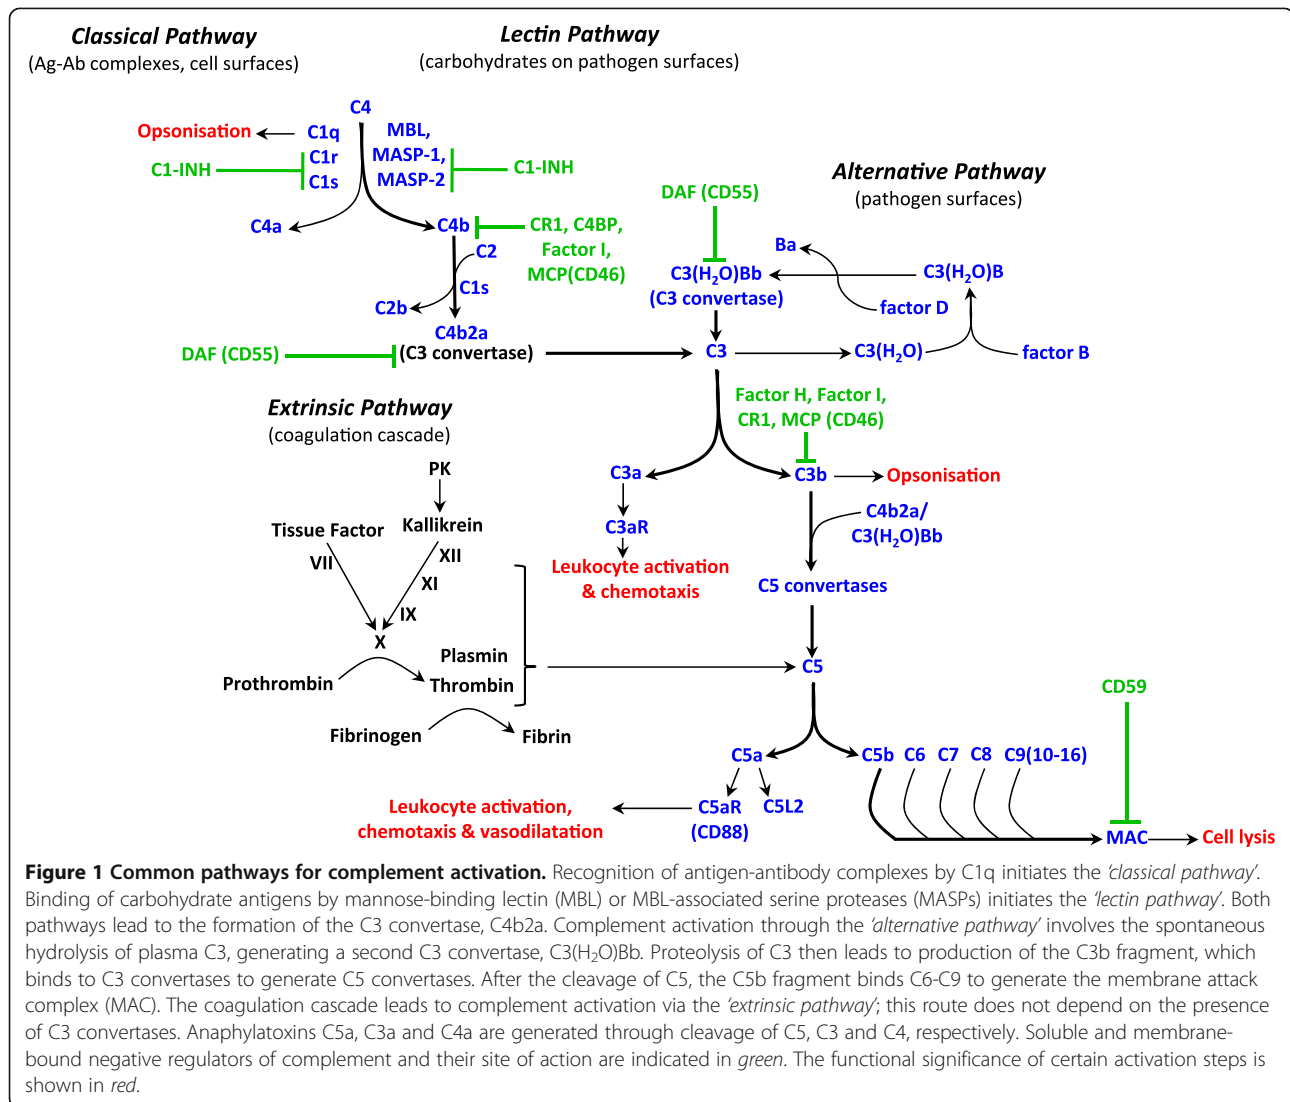 Classical Pathway
(Ag-Ab complexes, cell surfaces)
Lectin Pathway
(carbohydrates on pathogen surfaces)
C4
Opsonisation
C1q
C1r
C1s
C1-INH
MBL,
MASP-1,
MASP-2
C1-INH
C4a
C4b
CR1, C4BP,
Factor I,
MCP(CD46)
C2
C1s
C2b
C4b2a
(C3 convertase)
DAF (CD55)
Alternative Pathway
(pathogen surfaces)
DAF (CD55)
Ba
C3(H₂O)Bb
(C3 convertase)
C3(H₂O)B
factor D
C3
C3(H₂O)
factor B
Factor H, Factor I,
CR1, MCP (CD46)
C3a
C3b
Opsonisation
C3aR
Leukocyte activation
& chemotaxis
C4b2a/
C3(H₂O)Bb
C5 convertases
Extrinsic Pathway
(coagulation cascade)
PK
Kallikrein
Tissue Factor
VII
XII
XI
IX
X
Plasmin
Prothrombin
Thrombin
Fibrinogen
Fibrin
C5
CD59
C5a
C5b
C6
C7
C8
C9(10-16)
C5aR
(CD88)
C5L2
Leukocyte activation,
chemotaxis & vasodilatation
MAC
Cell lysis
Figure 1 Common pathways for complement activation. Recognition of antigen-antibody complexes by C1q initiates the 'classical pathway'.
Binding of carbohydrate antigens by mannose-binding lectin (MBL) or MBL-associated serine proteases (MASPs) initiates the 'lectin pathway'. Both
pathways lead to the formation of the C3 convertase, C4b2a. Complement activation through the 'alternative pathway' involves the spontaneous
hydrolysis of plasma C3, generating a second C3 convertase, C3(H₂O)Bb. Proteolysis of C3 then leads to production of the C3b fragment, which
binds to C3 convertases to generate C5 convertases. After the cleavage of C5, the C5b fragment binds C6-C9 to generate the membrane attack
complex (MAC). The coagulation cascade leads to complement activation via the 'extrinsic pathway'; this route does not depend on the presence
of C3 convertases. Anaphylatoxins C5a, C3a and C4a are generated through cleavage of C5, C3 and C4, respectively. Soluble and membrane-
bound negative regulators of complement and their site of action are indicated in green. The functional significance of certain activation steps is
shown in red.